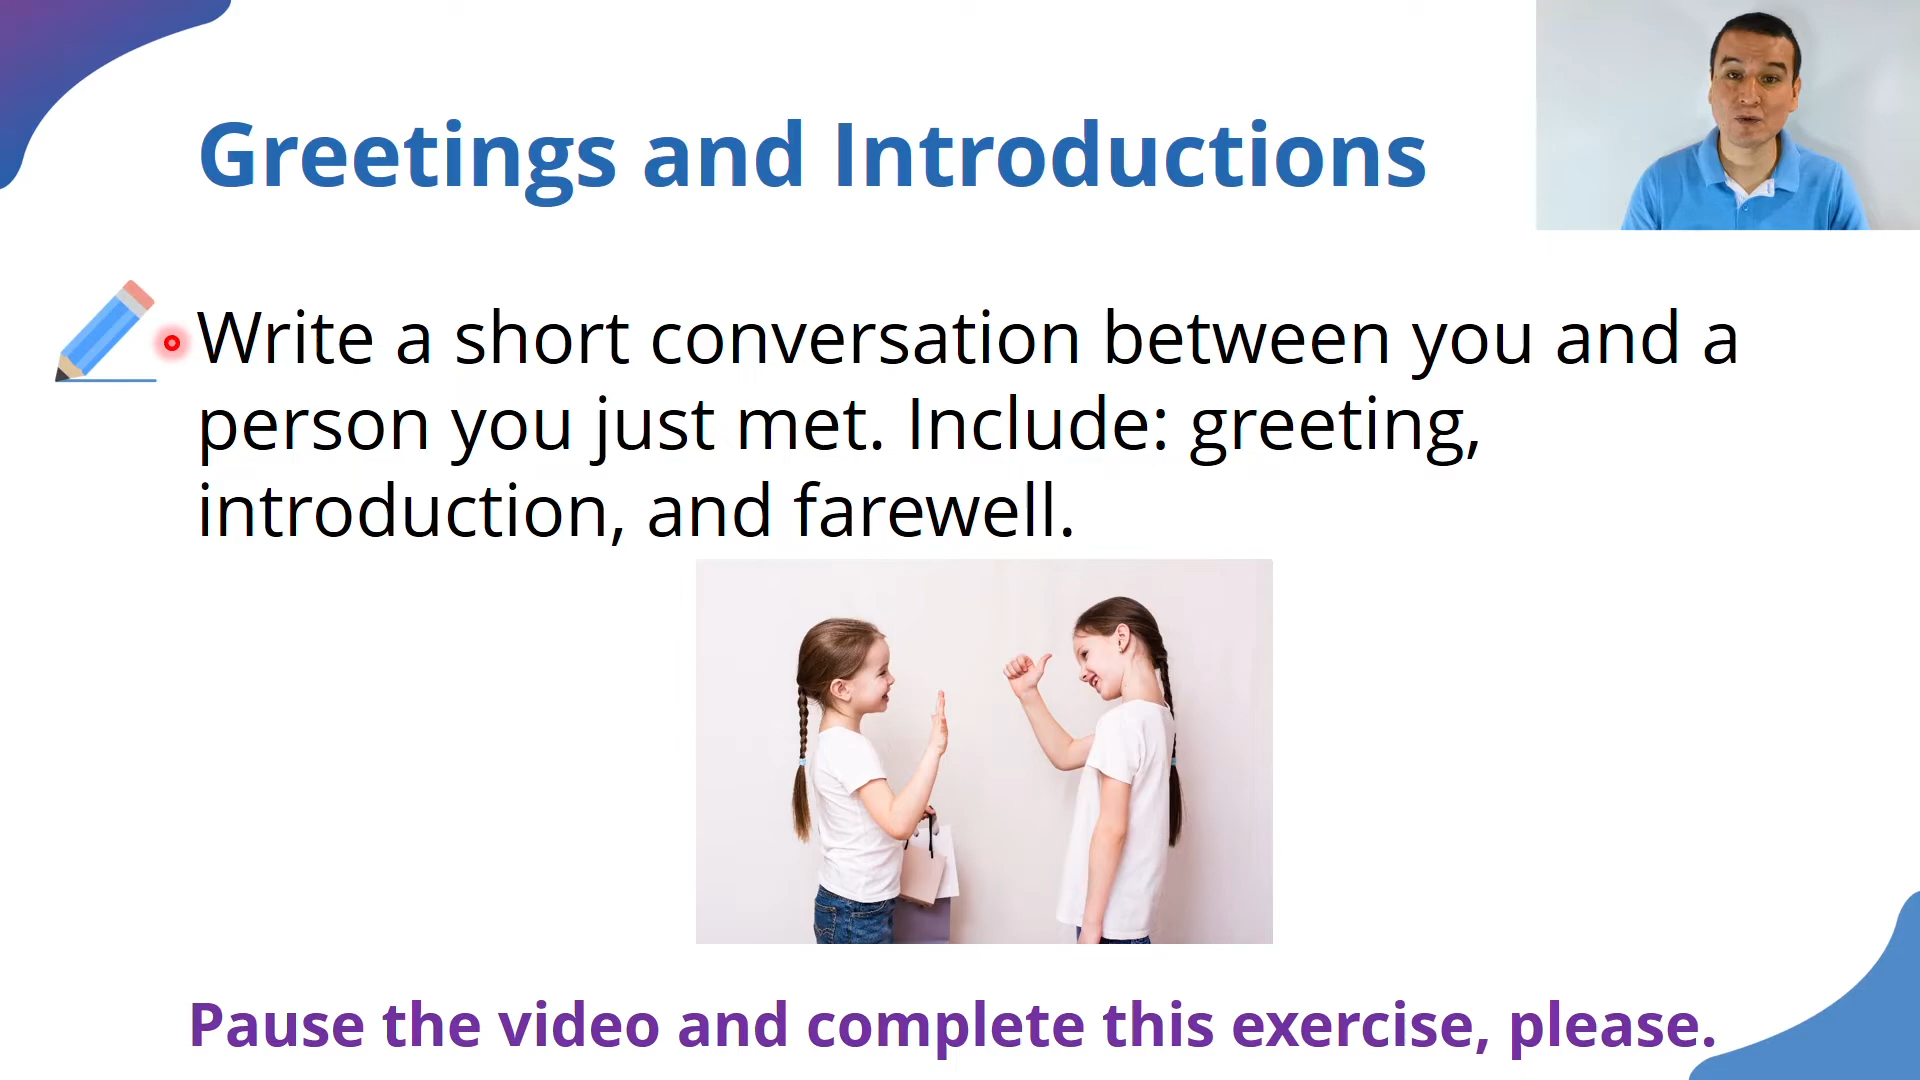 Greetings and Introductions
Write a short conversation between you and a
person you just met. Include: greeting,
introduction, and farewell.
Pause the video and complete this exercise, please.